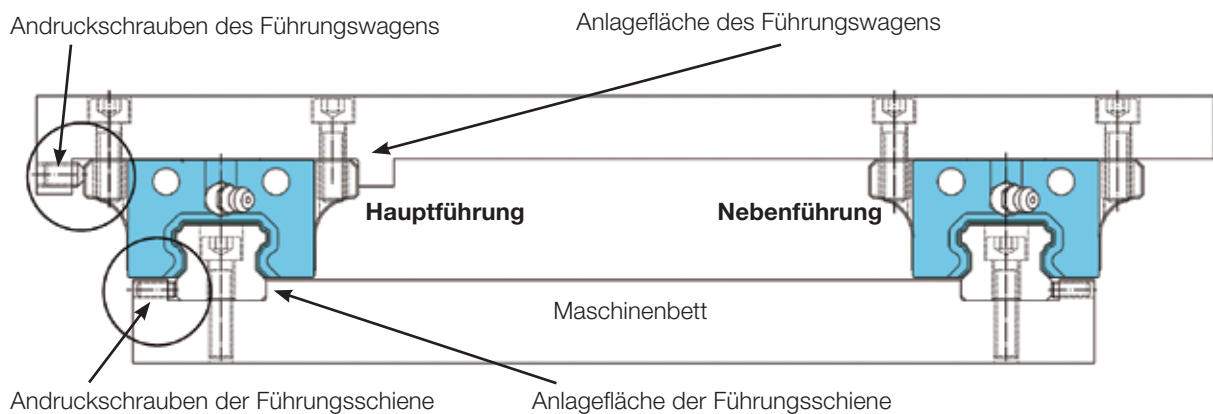 Andruckschrauben des Führungswagens
Anlagefläche des Führungswagens
Hauptführung
Nebenführung
Maschinenbett
Andruckschrauben der Führungsschiene
Anlagefläche der Führungsschiene